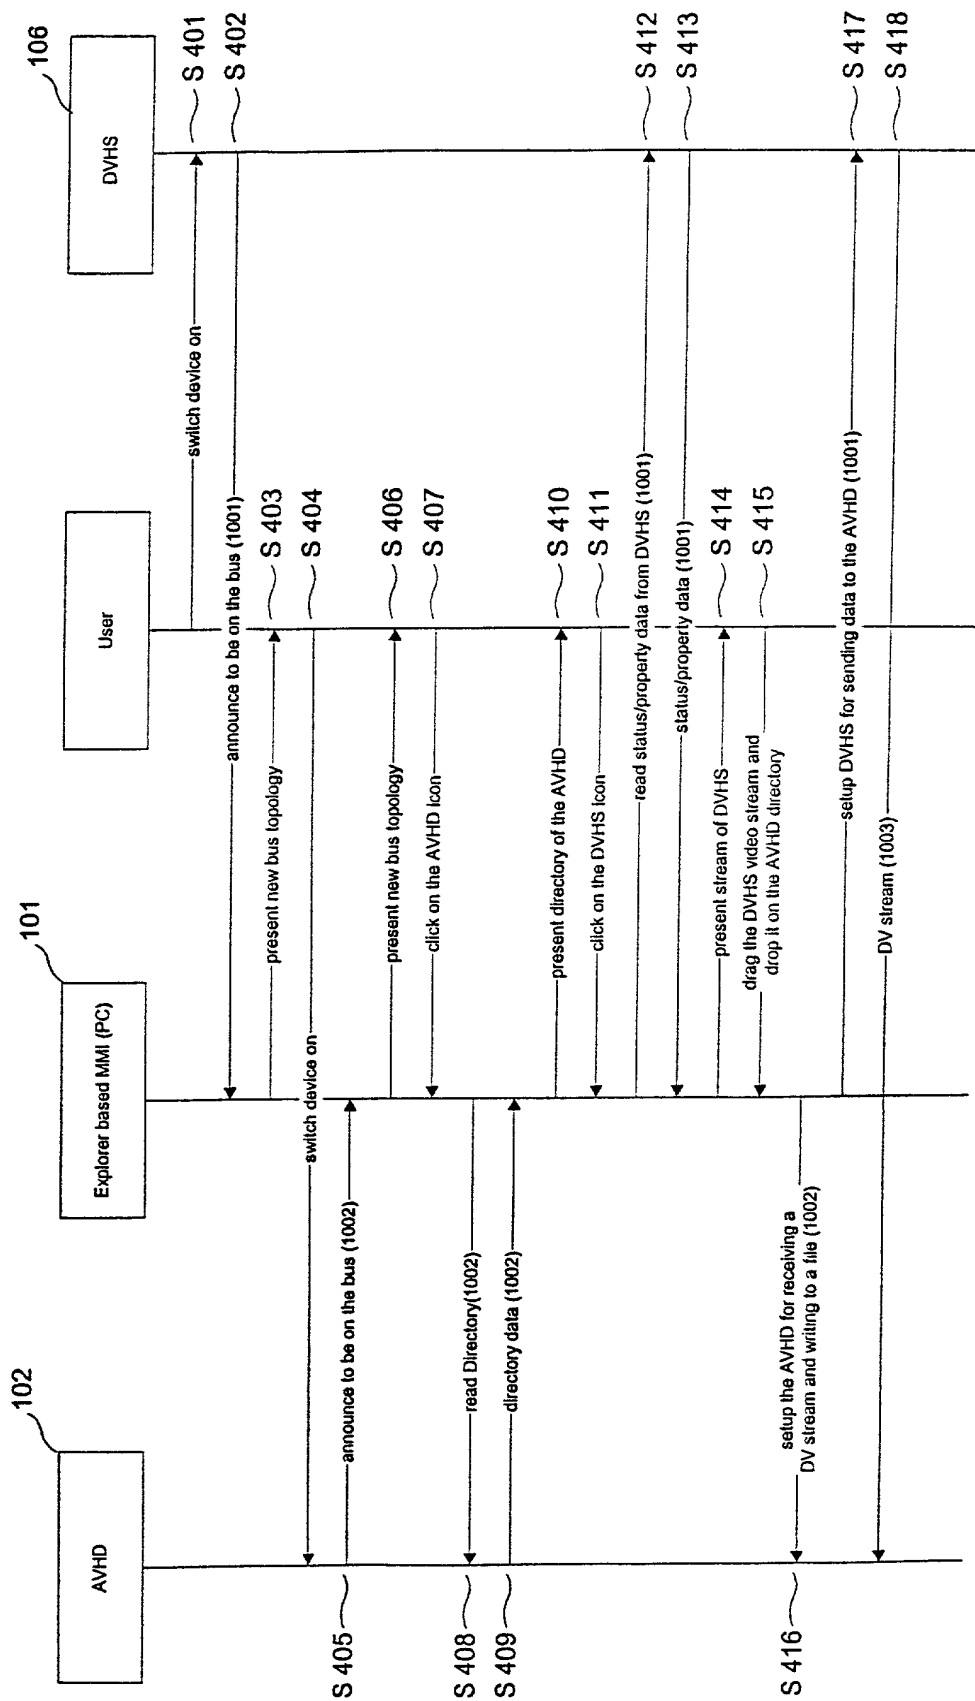 102
AVHD
101
Explorer based MMI (PC)
User
106
DVHS
switch device on
S 401
announce to be on the bus (1001)
S 402
present new bus topology
S 403
switch device on
S 404
S 405
announce to be on the bus (1002)
present new bus topology
S 406
click on the AVHD icon
S 407
S 408
read Directory(1002)
S 409
directory data (1002)
present directory of the AVHD
S 410
click on the DVHS icon
S 411
read status/property data from DVHS (1001)
S 412
status/property data (1001)
S 413
present stream of DVHS
S 414
drag the DVHS video stream and
drop it on the AVHD directory
S 415
S 416
setup the AVHD for receiving a
DV stream and writing to a file (1002)
setup DVHS for sending data to the AVHD (1001)
S 417
DV stream (1003)
S 418